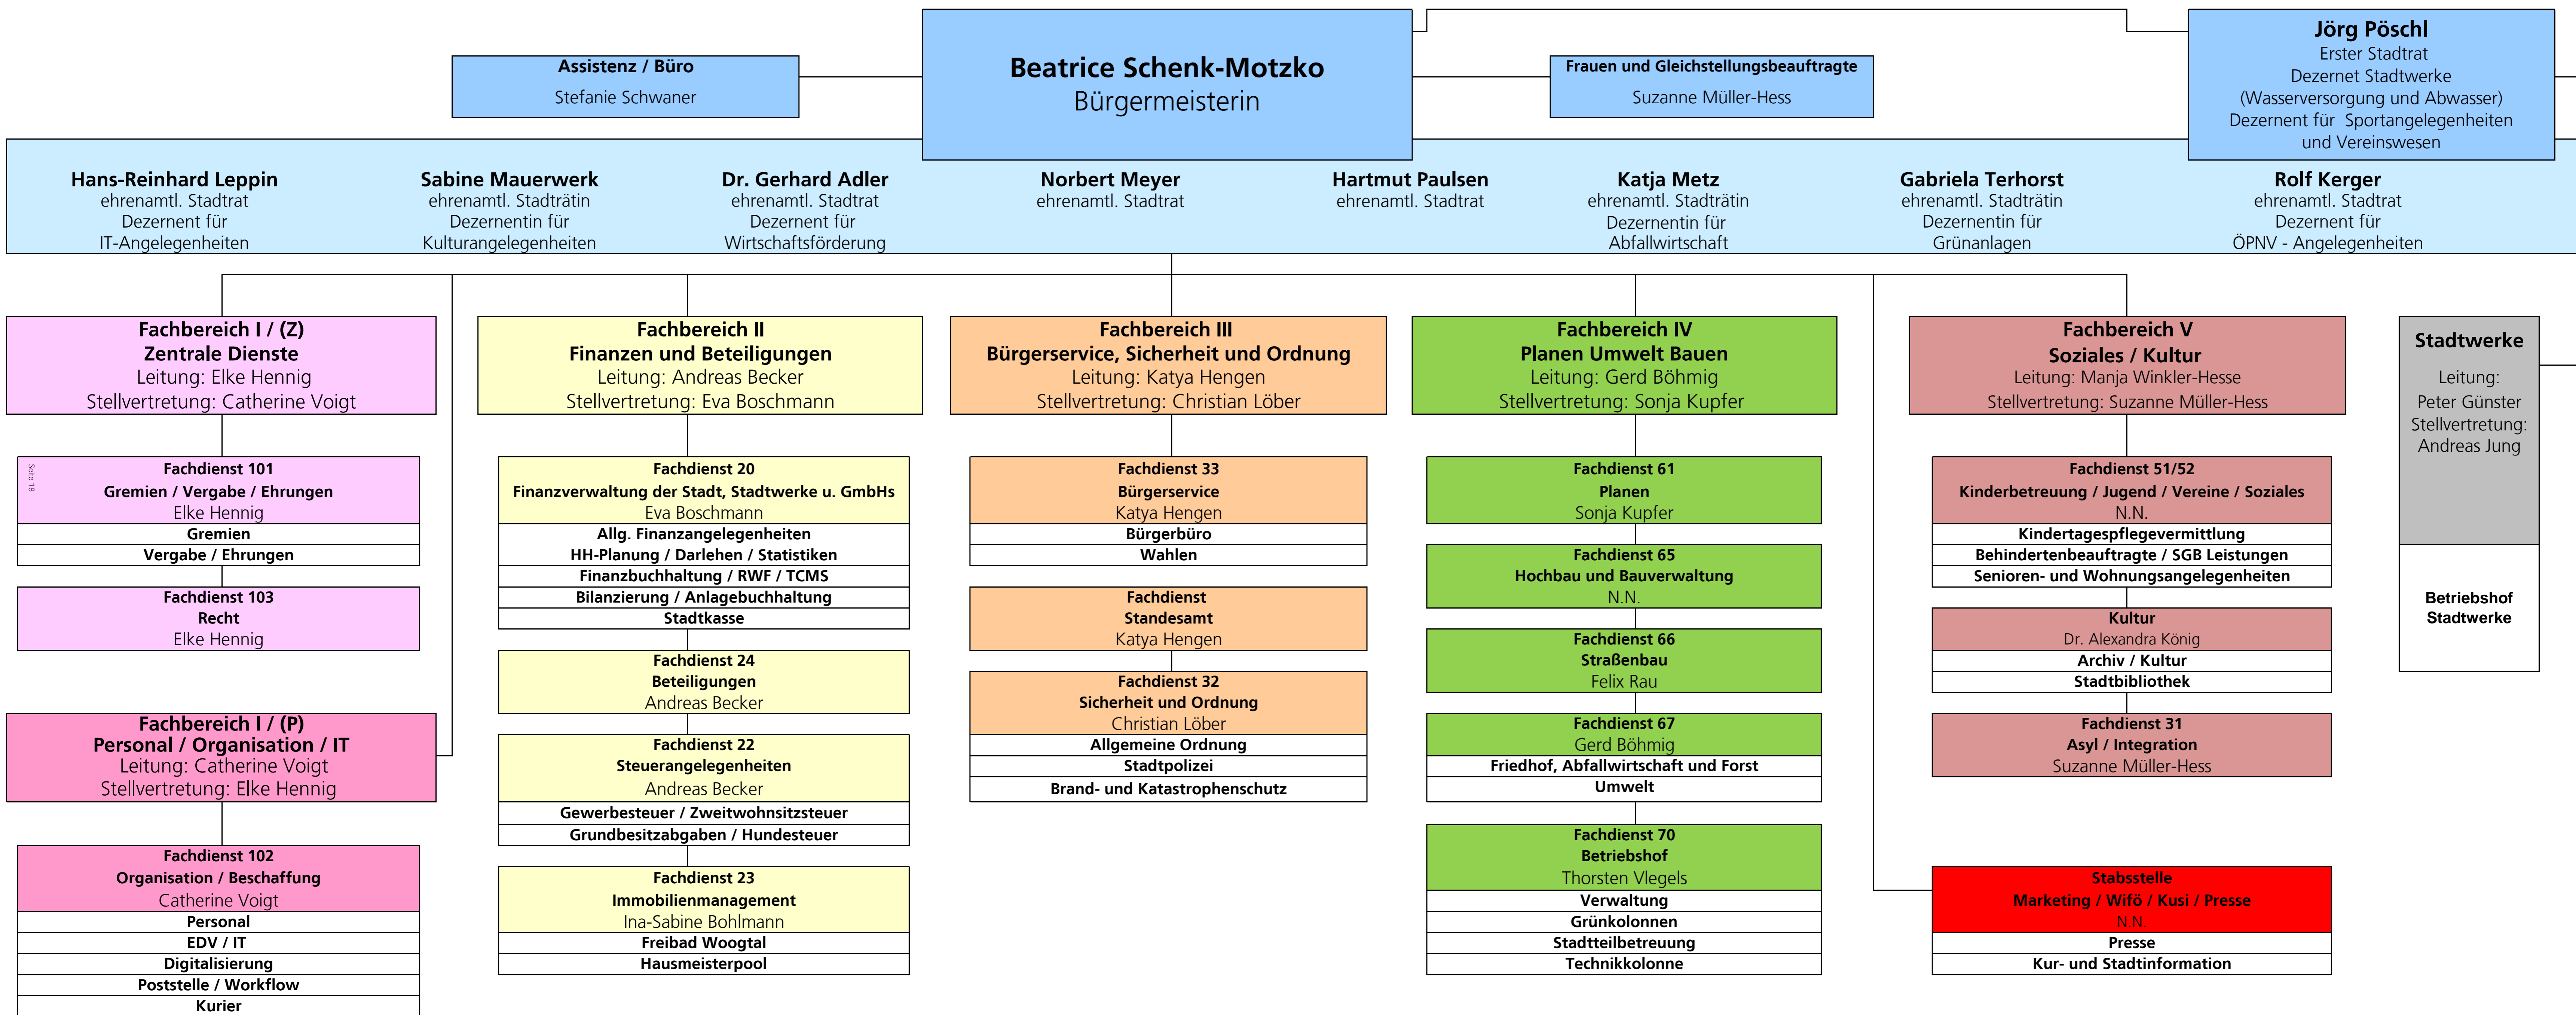 Beatrice Schenk-Motzko
Bürgermeisterin
Assistenz / Büro
Stefanie Schwaner
Frauen und Gleichstellungsbeauftragte
Suzanne Müller-Hess
Jörg Pöschl
Erster Stadtrat
Dezernet Stadtwerke
(Wasserversorgung und Abwasser)
Dezernent für Sportangelegenheiten
und Vereinswesen
Hans-Reinhard Leppin
ehrenamtl. Stadtrat
Dezernent für
IT-Angelegenheiten
Sabine Mauerwerk
ehrenamtl. Stadträtin
Dezernentin für
Kulturangelegenheiten
Dr. Gerhard Adler
ehrenamtl. Stadtrat
Dezernent für
Wirtschaftsförderung
Norbert Meyer
ehrenamtl. Stadtrat
Hartmut Paulsen
ehrenamtl. Stadtrat
Katja Metz
ehrenamtl. Stadträtin
Dezernentin für
Abfallwirtschaft
Gabriela Terhorst
ehrenamtl. Stadträtin
Dezernentin für
Grünanlagen
Rolf Kerger
ehrenamtl. Stadtrat
Dezernent für
ÖPNV - Angelegenheiten
Fachbereich I / (Z)
Zentrale Dienste
Leitung: Elke Hennig
Stellvertretung: Catherine Voigt
Seite 18
Fachdienst 101
Gremien / Vergabe / Ehrungen
Elke Hennig
Gremien
Vergabe / Ehrungen
Fachdienst 103
Recht
Elke Hennig
Fachbereich I / (P)
Personal / Organisation / IT
Leitung: Catherine Voigt
Stellvertretung: Elke Hennig
Fachdienst 102
Organisation / Beschaffung
Catherine Voigt
Personal
EDV / IT
Digitalisierung
Poststelle / Workflow
Kurier
Fachbereich II
Finanzen und Beteiligungen
Leitung: Andreas Becker
Stellvertretung: Eva Boschmann
Fachdienst 20
Finanzverwaltung der Stadt, Stadtwerke u. GmbHs
Eva Boschmann
Allg. Finanzangelegenheiten
HH-Planung / Darlehen / Statistiken
Finanzbuchhaltung / RWF / TCMS
Bilanzierung / Anlagebuchhaltung
Stadtkasse
Fachdienst 24
Beteiligungen
Andreas Becker
Fachdienst 22
Steuerangelegenheiten
Andreas Becker
Gewerbesteuer / Zweitwohnsitzsteuer
Grundbesitzabgaben / Hundesteuer
Fachdienst 23
Immobilienmanagement
Ina-Sabine Bohlmann
Freibad Woogtal
Hausmeisterpool
Fachbereich III
Bürgerservice, Sicherheit und Ordnung
Leitung: Katya Hengen
Stellvertretung: Christian Löber
Fachdienst 33
Bürgerservice
Katya Hengen
Bürgerbüro
Wahlen
Fachdienst
Standesamt
Katya Hengen
Fachdienst 32
Sicherheit und Ordnung
Christian Löber
Allgemeine Ordnung
Stadtpolizei
Brand- und Katastrophenschutz
Fachbereich IV
Planen Umwelt Bauen
Leitung: Gerd Böhmig
Stellvertretung: Sonja Kupfer
Fachdienst 61
Planen
Sonja Kupfer
Fachdienst 65
Hochbau und Bauverwaltung
N.N.
Fachdienst 66
Straßenbau
Felix Rau
Fachdienst 67
Gerd Böhmig
Friedhof, Abfallwirtschaft und Forst
Umwelt
Fachdienst 70
Betriebshof
Thorsten Vlegels
Verwaltung
Grünkolonnen
Stadtteilbetreuung
Technikkolonne
Fachbereich V
Soziales / Kultur
Leitung: Manja Winkler-Hesse
Stellvertretung: Suzanne Müller-Hess
Fachdienst 51/52
Kinderbetreuung / Jugend / Vereine / Soziales
N.N.
Kindertagespflegevermittlung
Behindertenbeauftragte / SGB Leistungen
Senioren- und Wohnungsangelegenheiten
Kultur
Dr. Alexandra König
Archiv / Kultur
Stadtbibliothek
Fachdienst 31
Asyl / Integration
Suzanne Müller-Hess
Stabsstelle
Marketing / Wifö / Kusi / Presse
N.N.
Presse
Kur- und Stadtinformation
Stadtwerke
Leitung:
Peter Günster
Stellvertretung:
Andreas Jung
Betriebshof
Stadtwerke